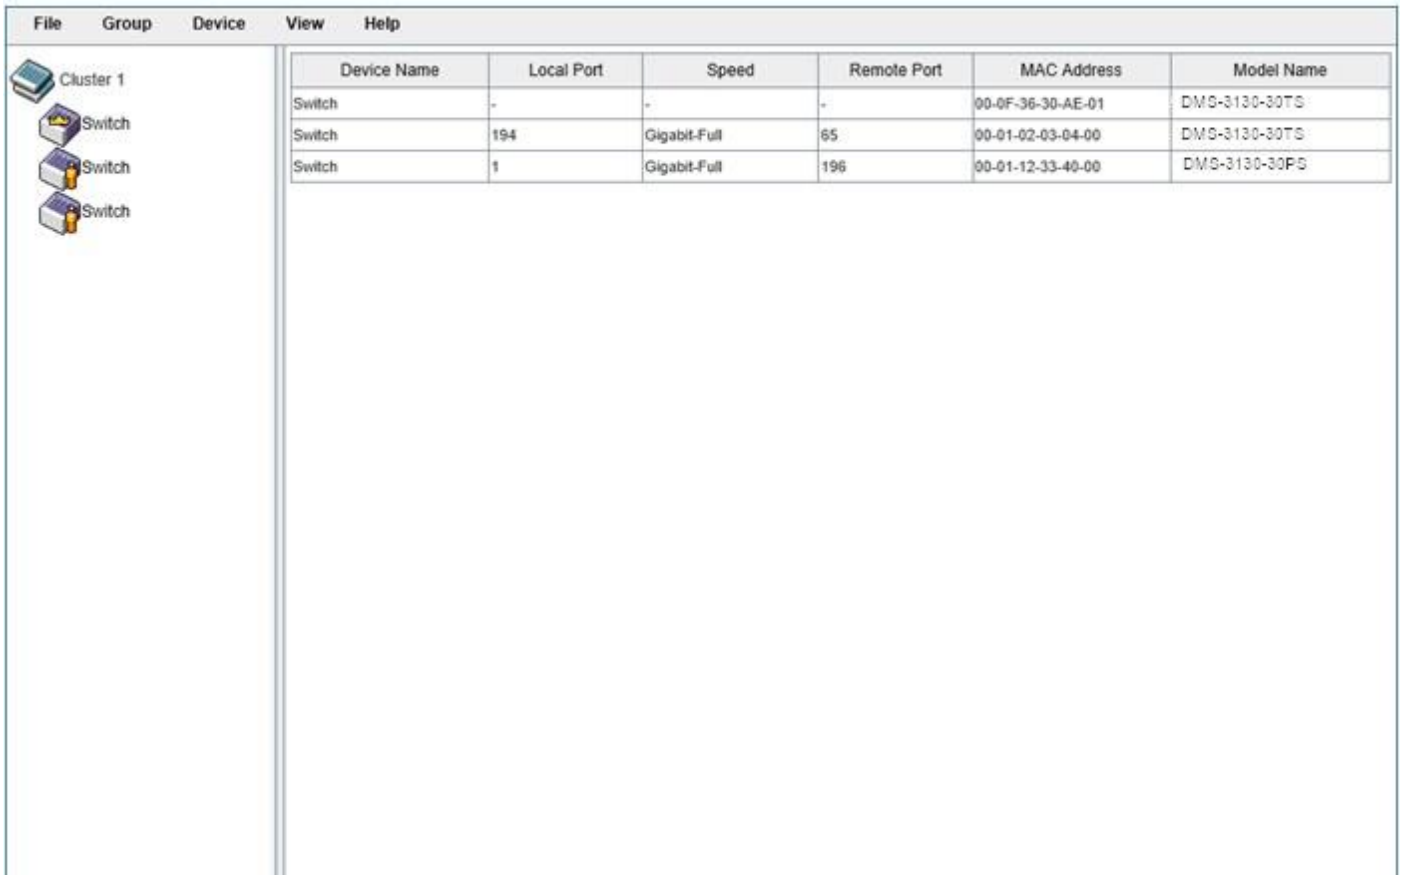 File Group Device View Help
Cluster 1
Switch
Switch
Switch
Device Name Local Port Speed Remote Port MAC Address Model Name
Switch - - - 00-0F-36-30-AE-01 DMS-3130-30TS
Switch 194 Gigabit-Full 65 00-01-02-03-04-00 DMS-3130-30TS
Switch 1 Gigabit-Full 196 00-01-12-33-40-00 DMS-3130-30PS